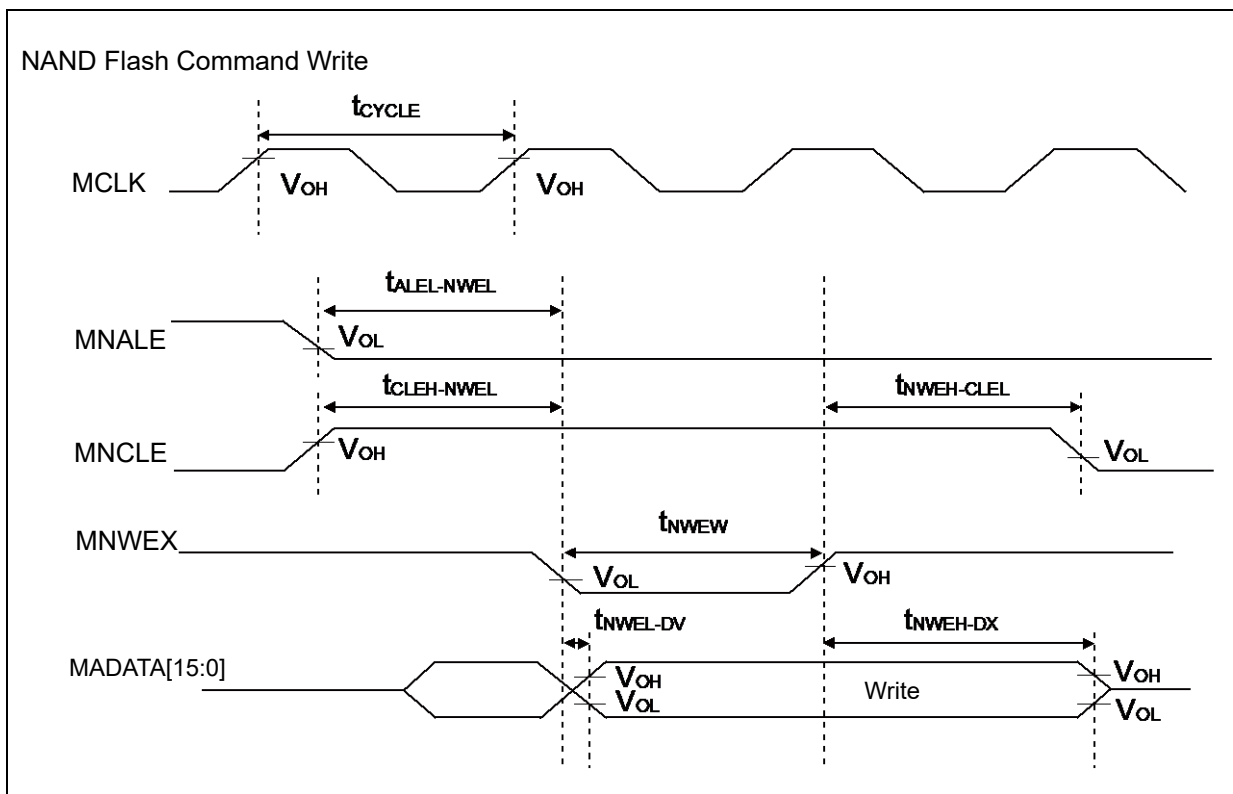 NAND Flash Command Write
tCYCLE
MCLK
VOH
VOH
tALEL-NWEL
MNALE
VOL
tCLEH-NWEL
tNWEH-CLEL
MNCLE
VOH
VOL
tNWEW
MNWEX
VOL
VOH
tNWEL-DV
tNWEH-DX
MADATA[15:0]
VOH
VOL
Write
VOH
VOL